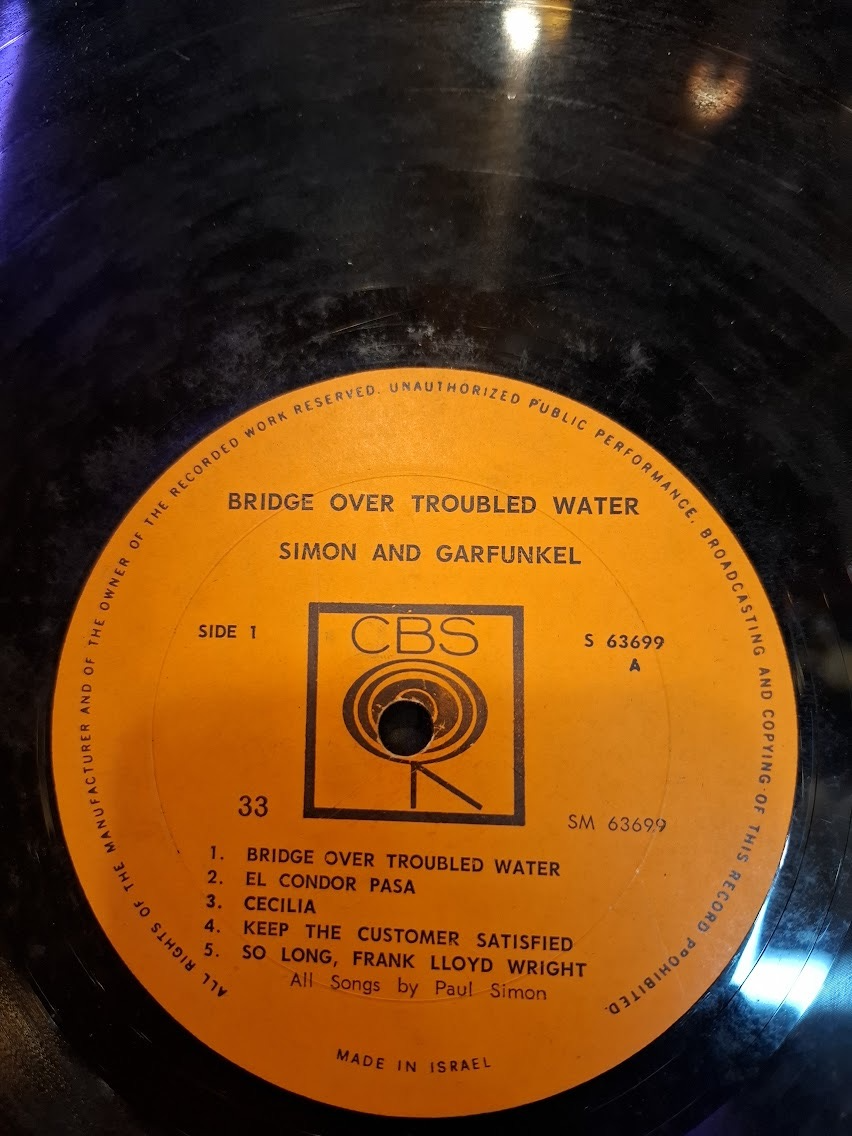 ALL RIGHTS OF THE MANUFACTURER AND OF THE OWNER OF THE RECORDED WORK RESERVED. UNAUTHORIZED PUBLIC PERFORMANCE. BROADCASTING AND COPYING OF THIS RECORD PROHIBITED.
BRIDGE OVER TROUBLED WATER
SIMON AND GARFUNKEL
CBS
SIDE 1
S 63699
A
33
SM 63699
1. BRIDGE OVER TROUBLED WATER
2. EL CONDOR PASA
3. CECILIA
4. KEEP THE CUSTOMER SATISFIED
5. SO LONG, FRANK LLOYD WRIGHT
All Songs by Paul Simon
MADE IN ISRAEL